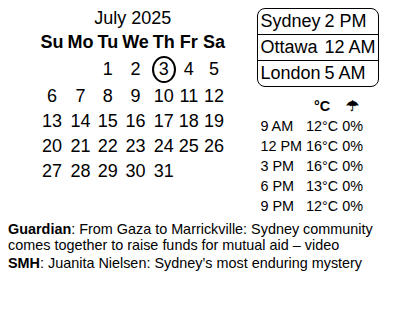 July 2025
Su Mo Tu We Th Fr Sa
1 2 3 4 5
6 7 8 9 10 11 12
13 14 15 16 17 18 19
20 21 22 23 24 25 26
27 28 29 30 31
Sydney 2 PM
Ottawa 12 AM
London 5 AM
°C ☂
9 AM 12°C 0%
12 PM 16°C 0%
3 PM 16°C 0%
6 PM 13°C 0%
9 PM 12°C 0%
Guardian: From Gaza to Marrickville: Sydney community
comes together to raise funds for mutual aid – video
SMH: Juanita Nielsen: Sydney's most enduring mystery